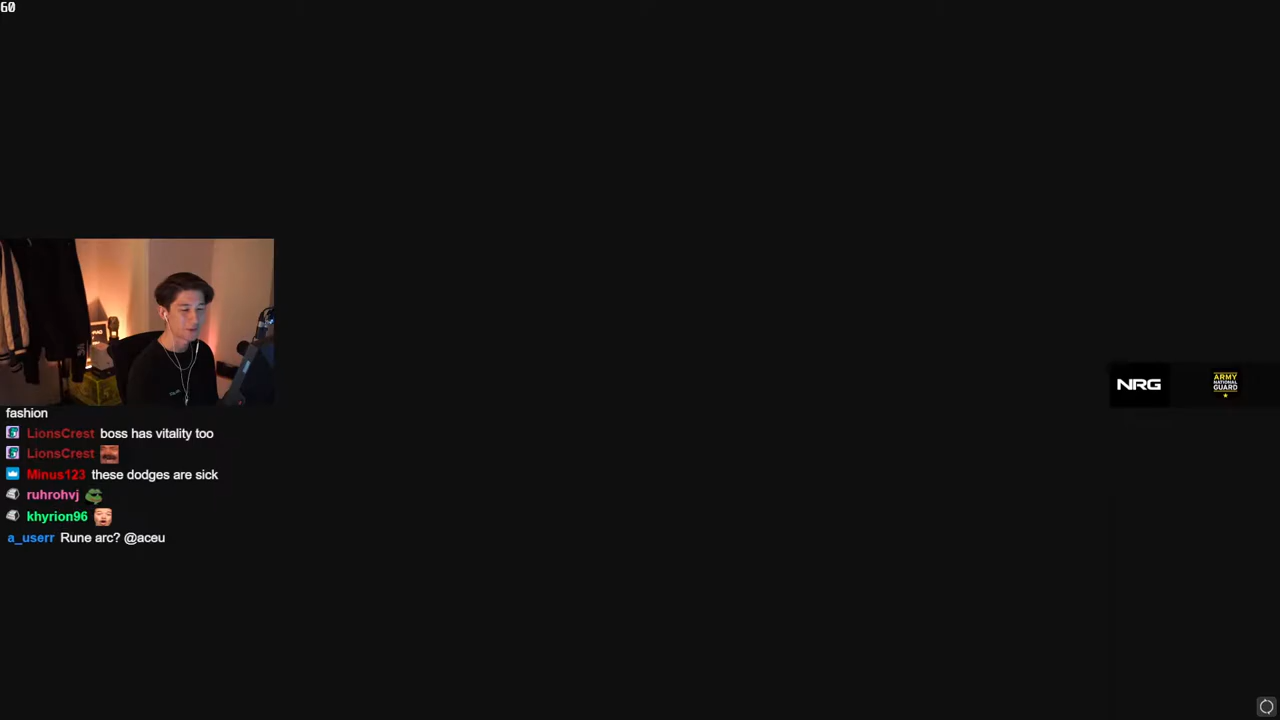 60
fashion
LionsCrest boss has vitality too
LionsCrest
Minus123 these dodges are sick
ruhrohvj
khyrion96
a_userr Rune arc? @aceu
NRG
ARMY
NATIONAL
GUARD